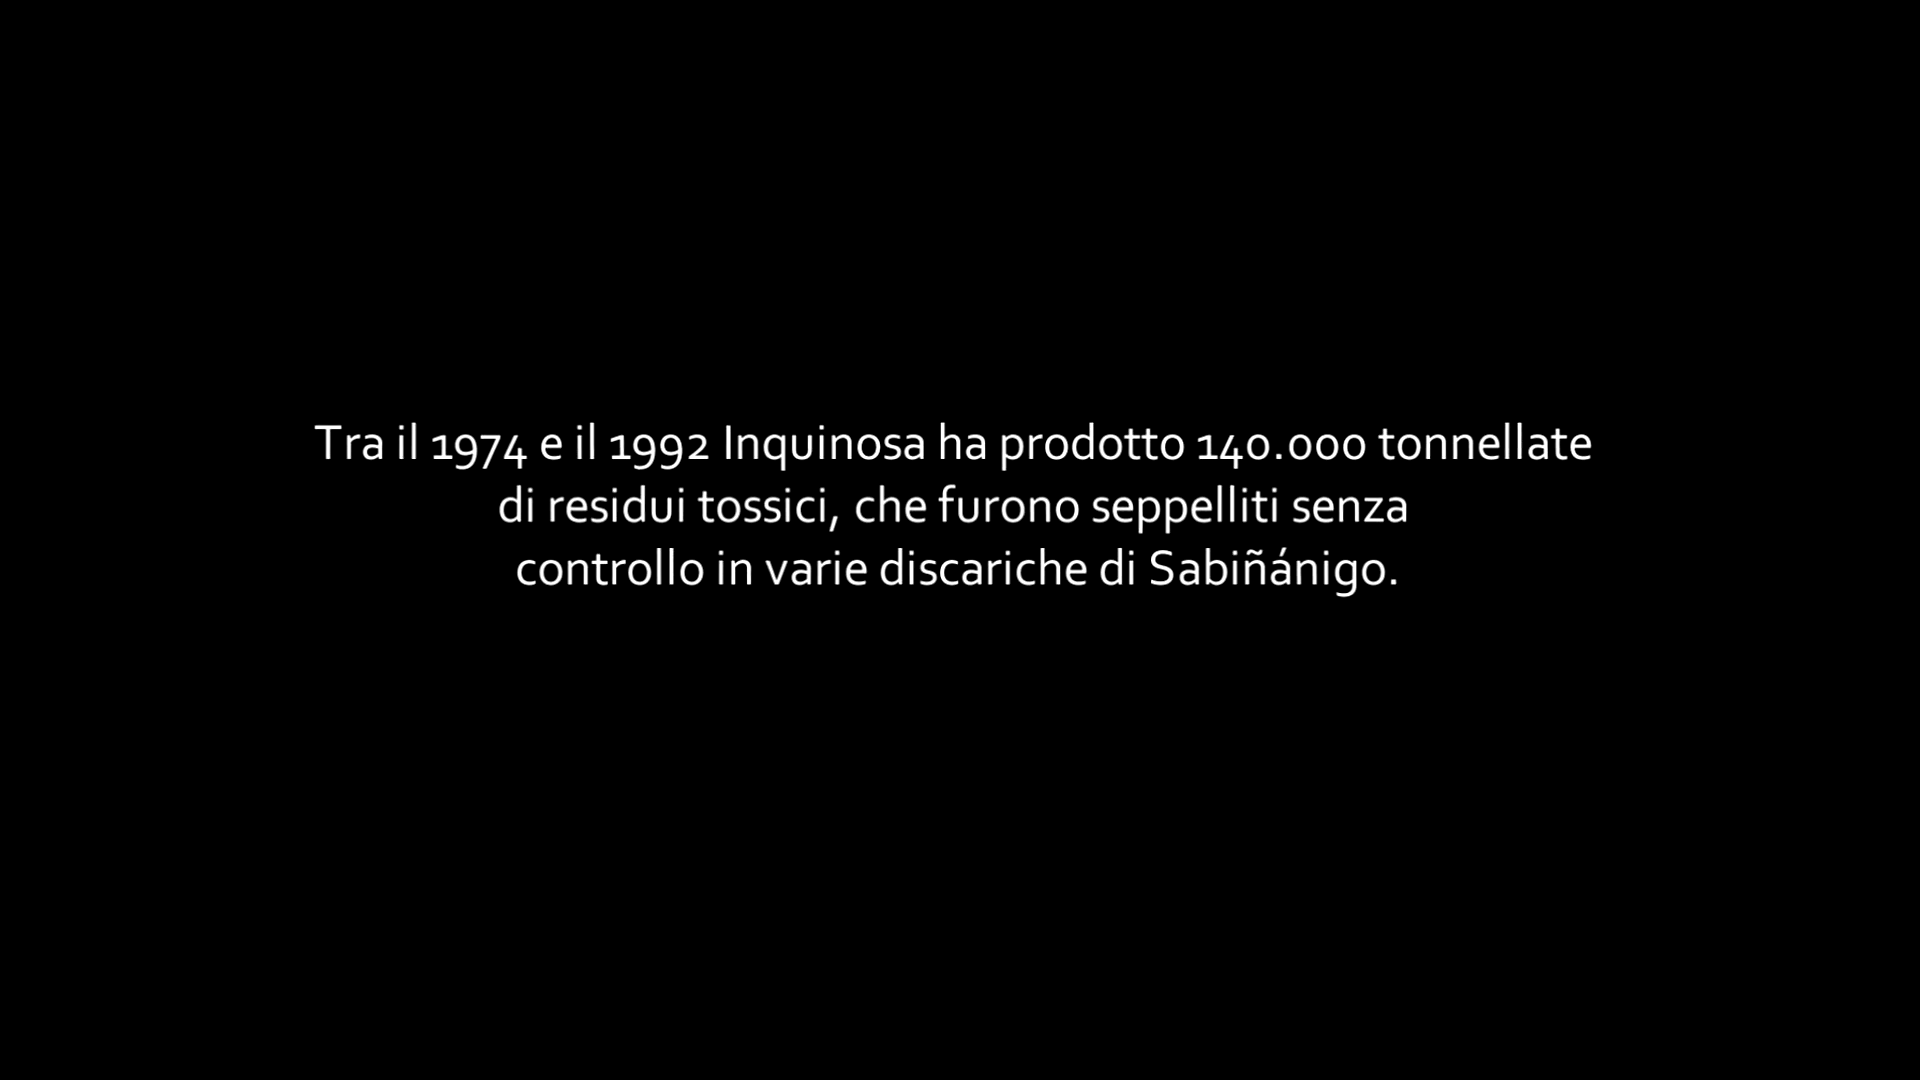 Tra il 1974 e il 1992 Inquinosa ha prodotto 140.000 tonnellate
di residui tossici, che furono seppelliti senza
controllo in varie discariche di Sabiñánigo.